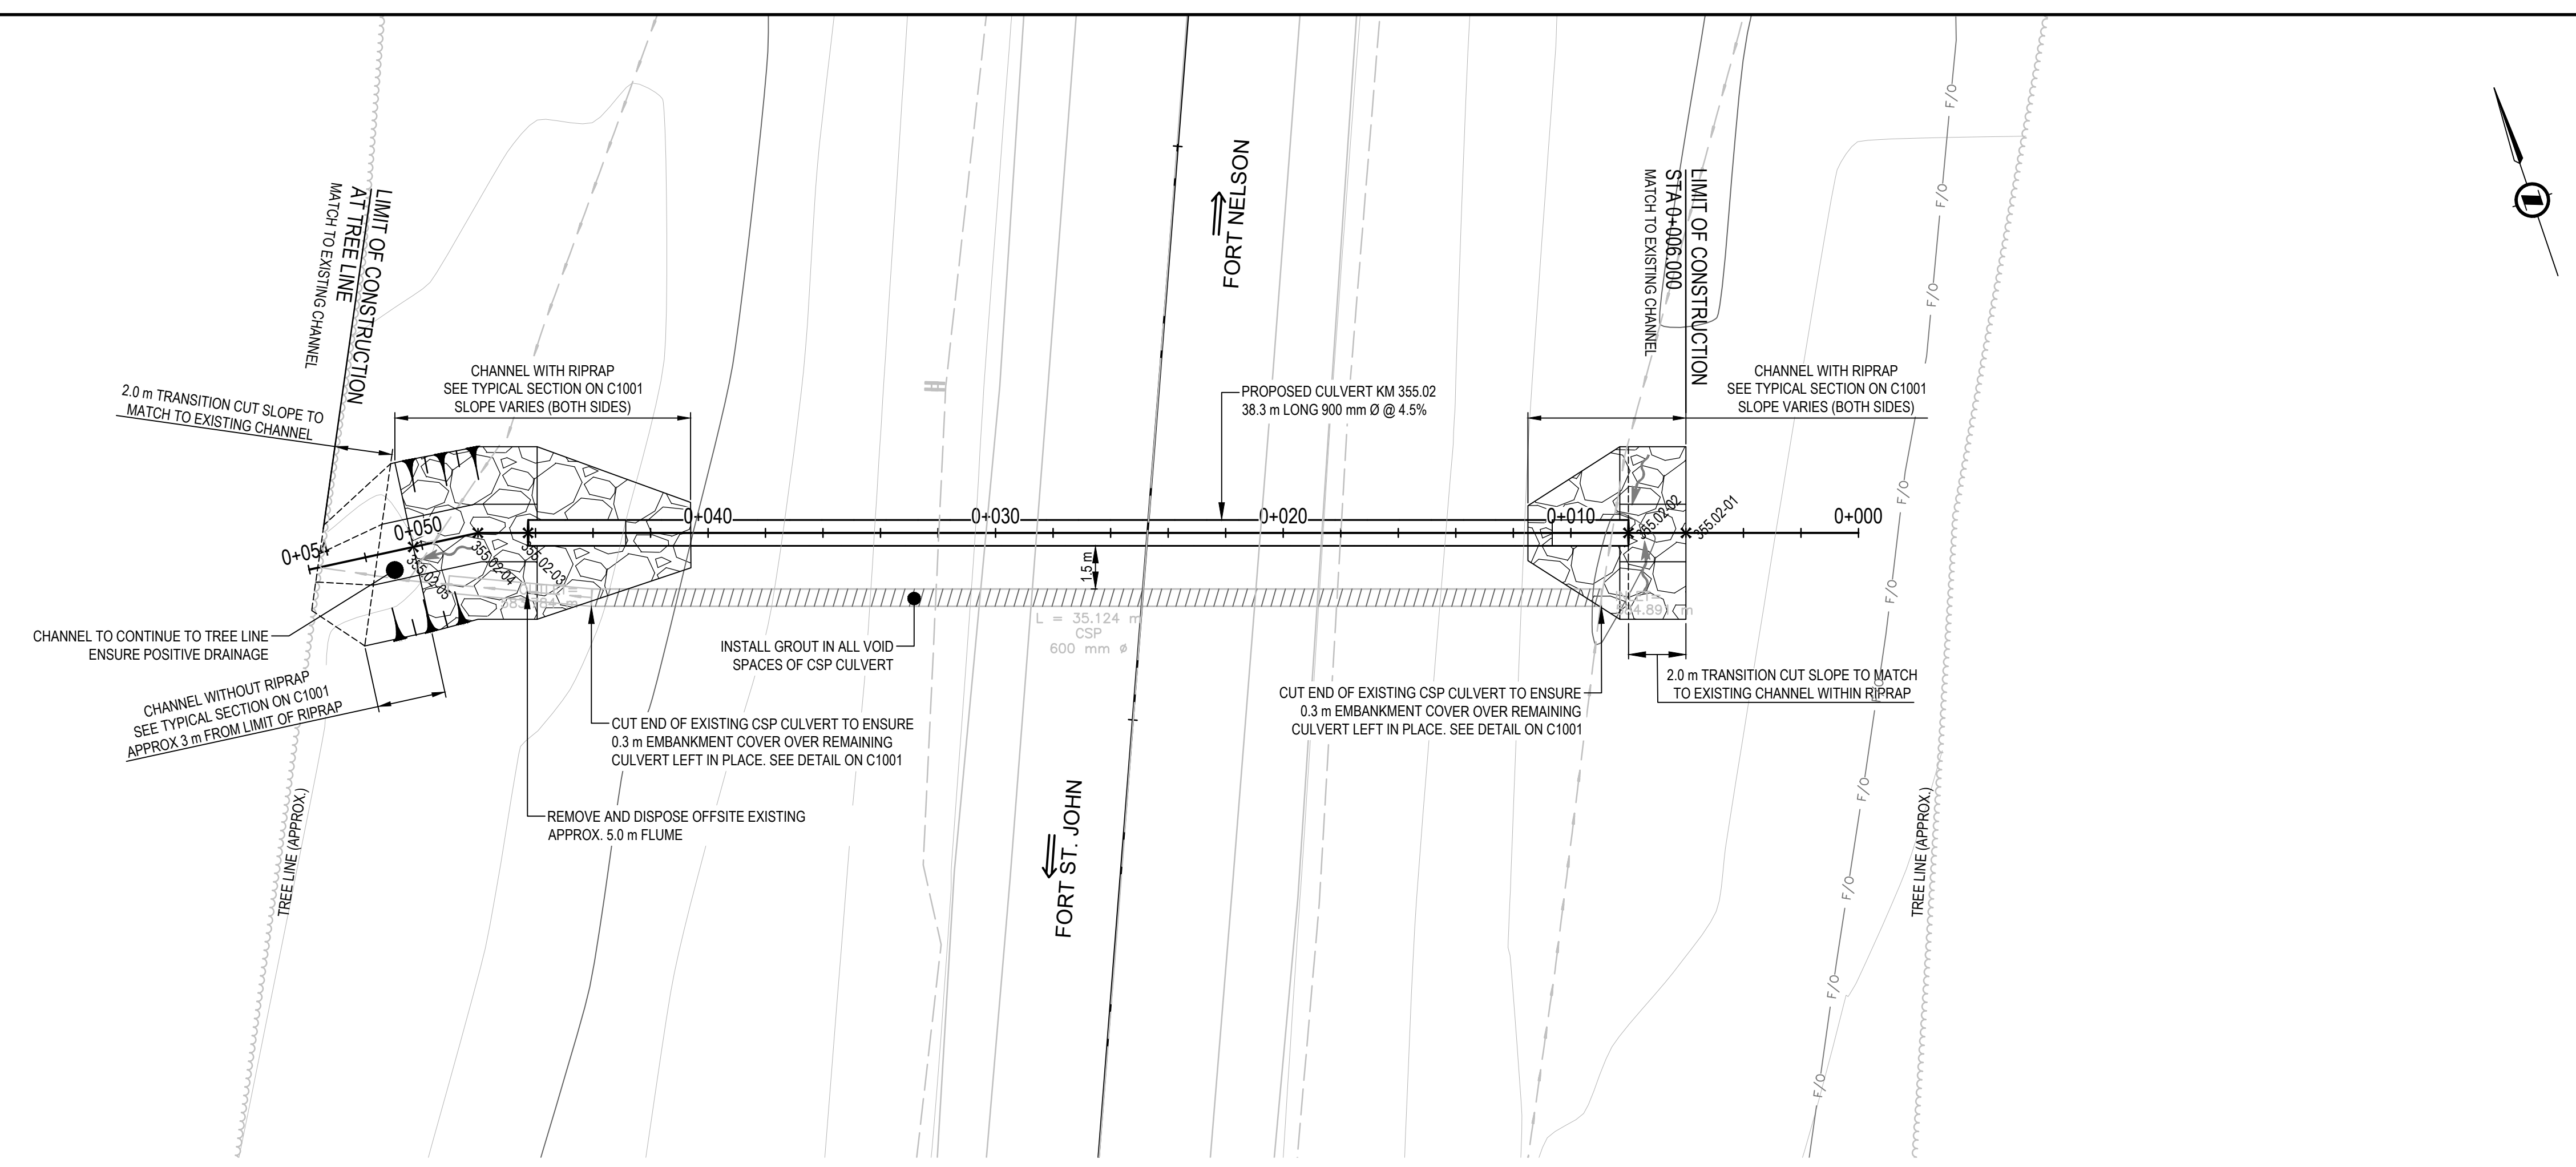 LIMIT OF CONSTRUCTION
AT TREE LINE
MATCH TO EXISTING CHANNEL
2.0 m TRANSITION CUT SLOPE TO
MATCH TO EXISTING CHANNEL
CHANNEL WITH RIPRAP
SEE TYPICAL SECTION ON C1001
SLOPE VARIES (BOTH SIDES)
FORT NELSON
PROPOSED CULVERT KM 355.02
38.3 m LONG 900 mm Ø @ 4.5%
LIMIT OF CONSTRUCTION
STA 0+006.000
MATCH TO EXISTING CHANNEL
CHANNEL WITH RIPRAP
SEE TYPICAL SECTION ON C1001
SLOPE VARIES (BOTH SIDES)
0+054
0+050
0+040
0+030
0+020
0+010
0+000
355.02-05
355.02-04
355.02-03
355.02-02
355.02-01
1.5 m
L = 35.124 m
CSP
600 mm ø
CHANNEL TO CONTINUE TO TREE LINE
ENSURE POSITIVE DRAINAGE
CHANNEL WITHOUT RIPRAP
SEE TYPICAL SECTION ON C1001
APPROX 3 m FROM LIMIT OF RIPRAP
INSTALL GROUT IN ALL VOID
SPACES OF CSP CULVERT
CUT END OF EXISTING CSP CULVERT TO ENSURE
0.3 m EMBANKMENT COVER OVER REMAINING
CULVERT LEFT IN PLACE. SEE DETAIL ON C1001
REMOVE AND DISPOSE OFFSITE EXISTING
APPROX. 5.0 m FLUME
CUT END OF EXISTING CSP CULVERT TO ENSURE
0.3 m EMBANKMENT COVER OVER REMAINING
CULVERT LEFT IN PLACE. SEE DETAIL ON C1001
2.0 m TRANSITION CUT SLOPE TO MATCH
TO EXISTING CHANNEL WITHIN RIPRAP
FORT ST. JOHN
TREE LINE (APPROX.)
TREE LINE (APPROX.)
F/O
F/O
F/O
F/O
F/O
F/O
F/O
F/O
F/O
F/O
F/O